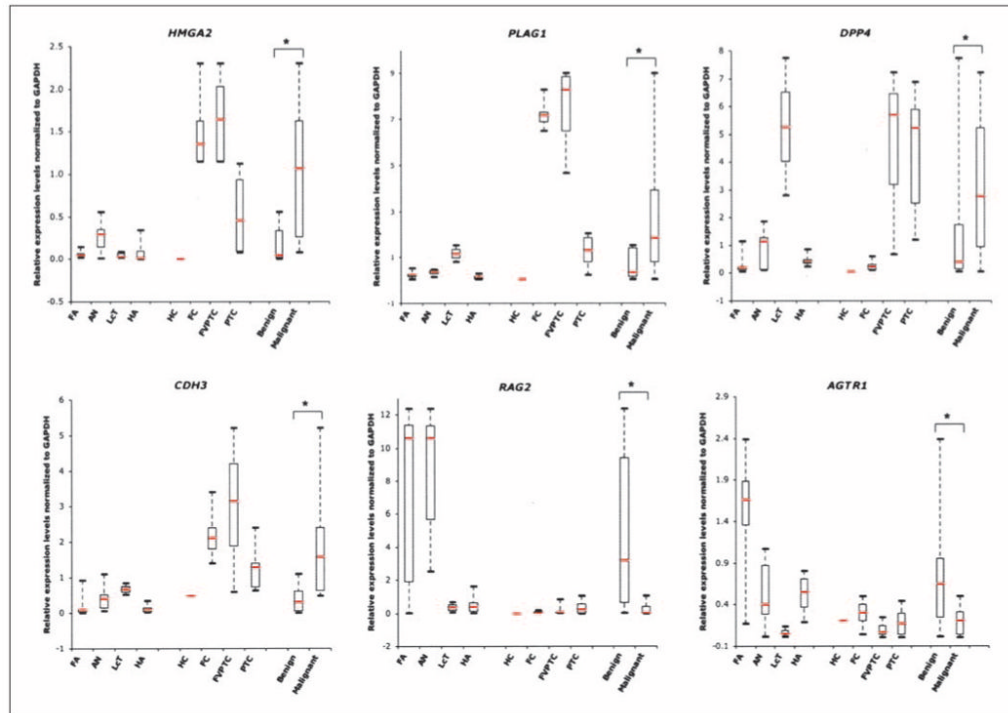 HMGA2
Relative expression levels normalized to GAPDH
2.5
2.0
1.5
1.0
0.5
0.0
-0.5
FA
AN
LcT
HA
HC
FC
FVPTC
PTC
Benign
Malignant
*
PLAG1
Relative expression levels normalized to GAPDH
9
7
5
3
1
-1
FA
AN
LcT
HA
HC
FC
FVPTC
PTC
Benign
Malignant
*
DPP4
Relative expression levels normalized to GAPDH
8
7
6
5
4
3
2
1
0
-1
FA
AN
LcT
HA
HC
FC
FVPTC
PTC
Benign
Malignant
*
CDH3
Relative expression levels normalized to GAPDH
6
5
4
3
2
1
0
-1
FA
AN
LcT
HA
HC
FC
FVPTC
PTC
Benign
Malignant
*
RAG2
Relative expression levels normalized to GAPDH
12
10
8
6
4
2
0
-2
FA
AN
LcT
HA
HC
FC
FVPTC
PTC
Benign
Malignant
*
AGTR1
Relative expression levels normalized to GAPDH
2.9
2.4
1.9
1.4
0.9
0.4
-0.1
FA
AN
LcT
HA
HC
FC
FVPTC
PTC
Benign
Malignant
*